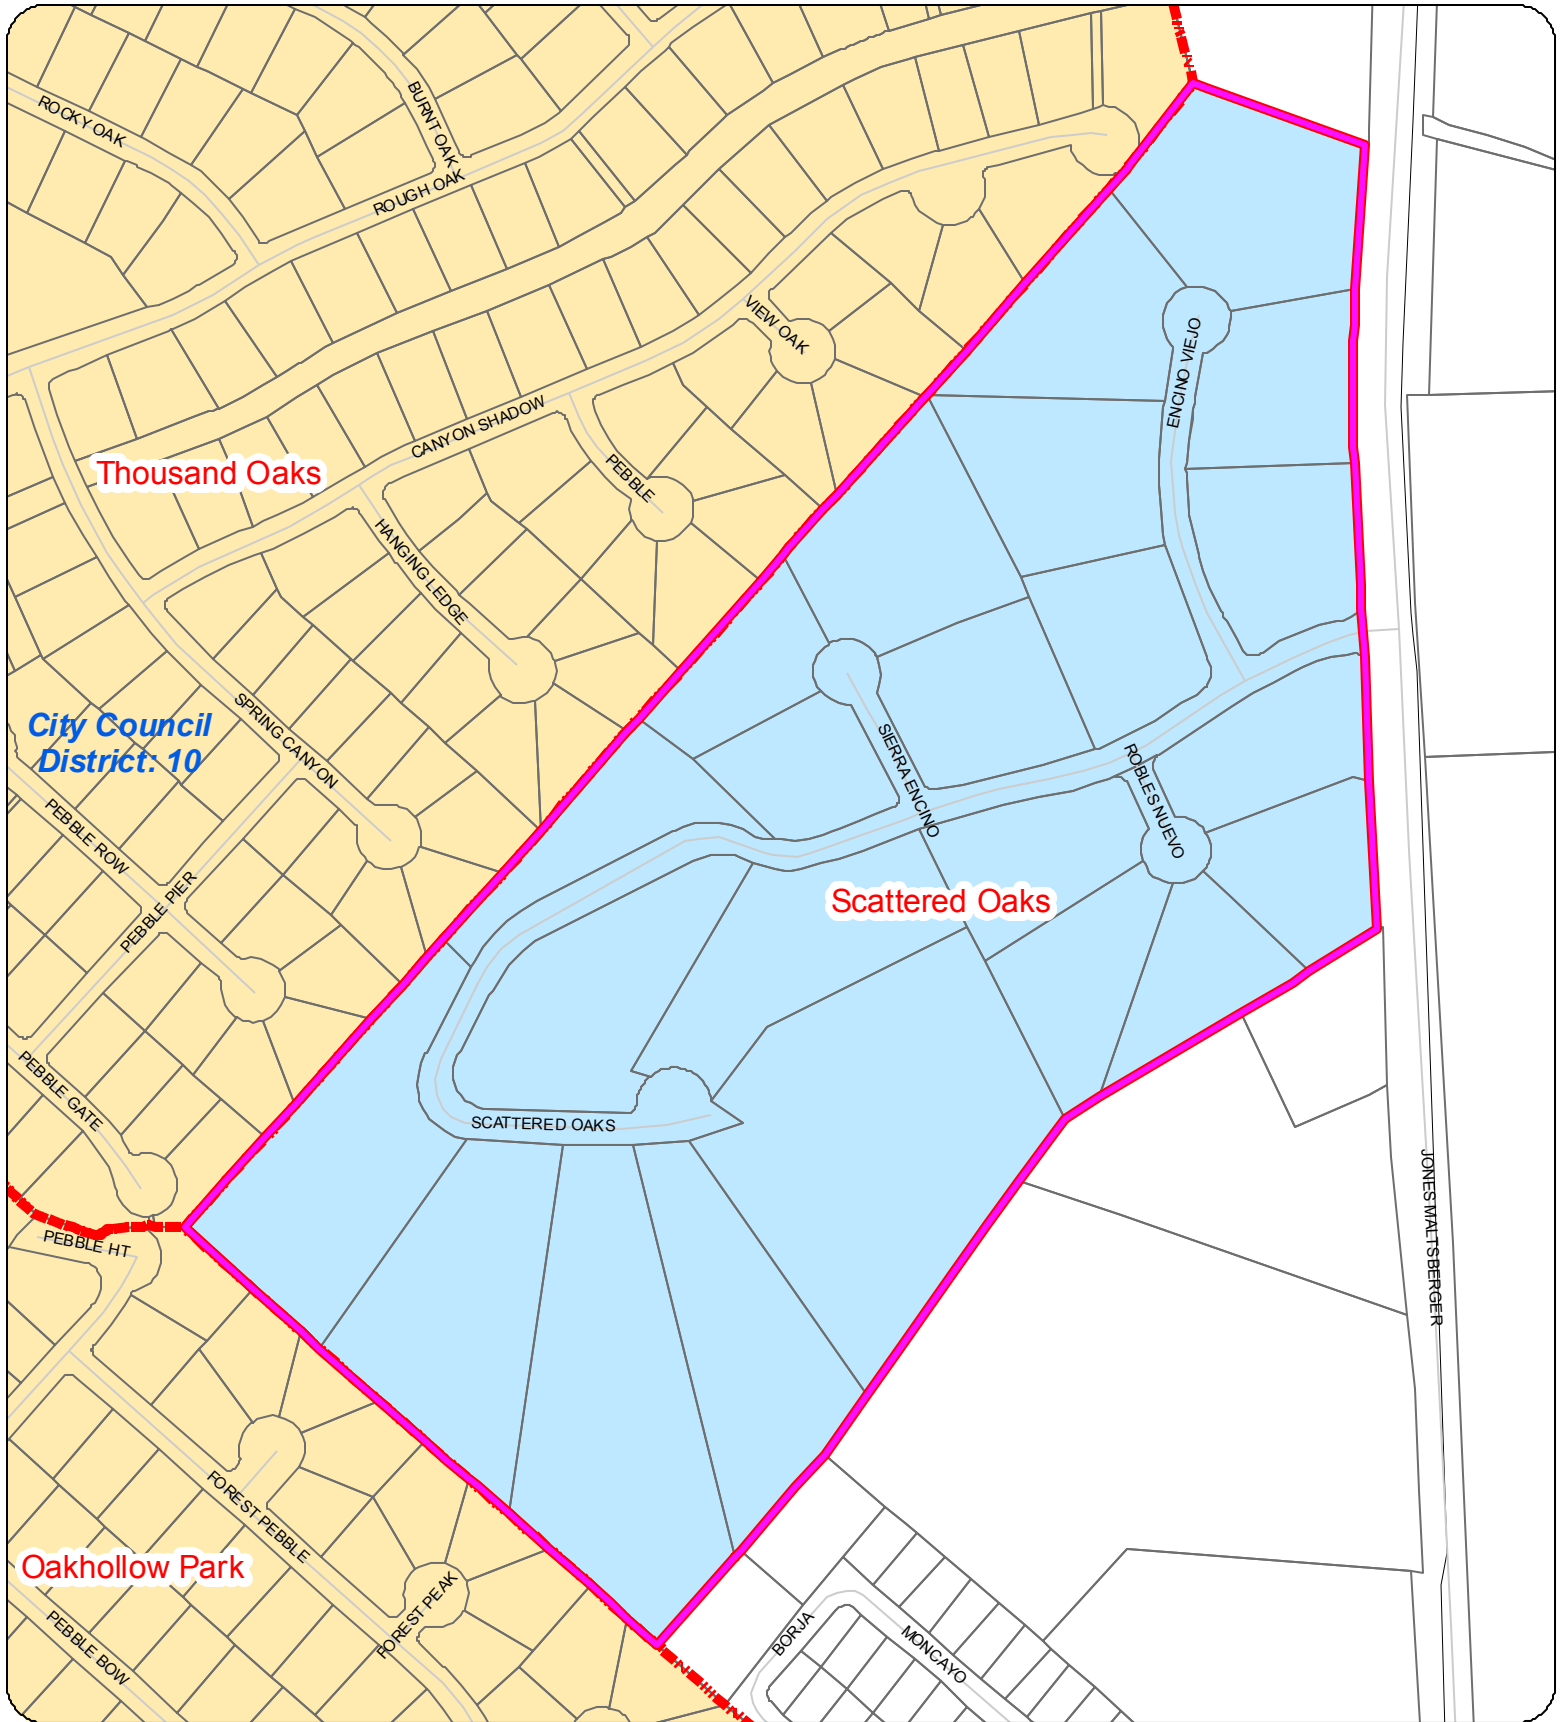 ROCKY OAK
BURNT OAK
ROUGH OAK
VIEW OAK
ENCINO VIEJO
CANYON SHADOW
Thousand Oaks
PEBBLE
HANGING LEDGE
City Council
District: 10
SPRING CANYON
SIERRA ENCINO
ROBLES NUEVO
PEBBLE ROW
PEBBLE PIER
Scattered Oaks
PEBBLE GATE
SCATTERED OAKS
JONES MALTSBERGER
PEBBLE HT
FOREST PEBBLE
Oakhollow Park
FOREST PEAK
PEBBLE BOW
BORJA
MONCAYO